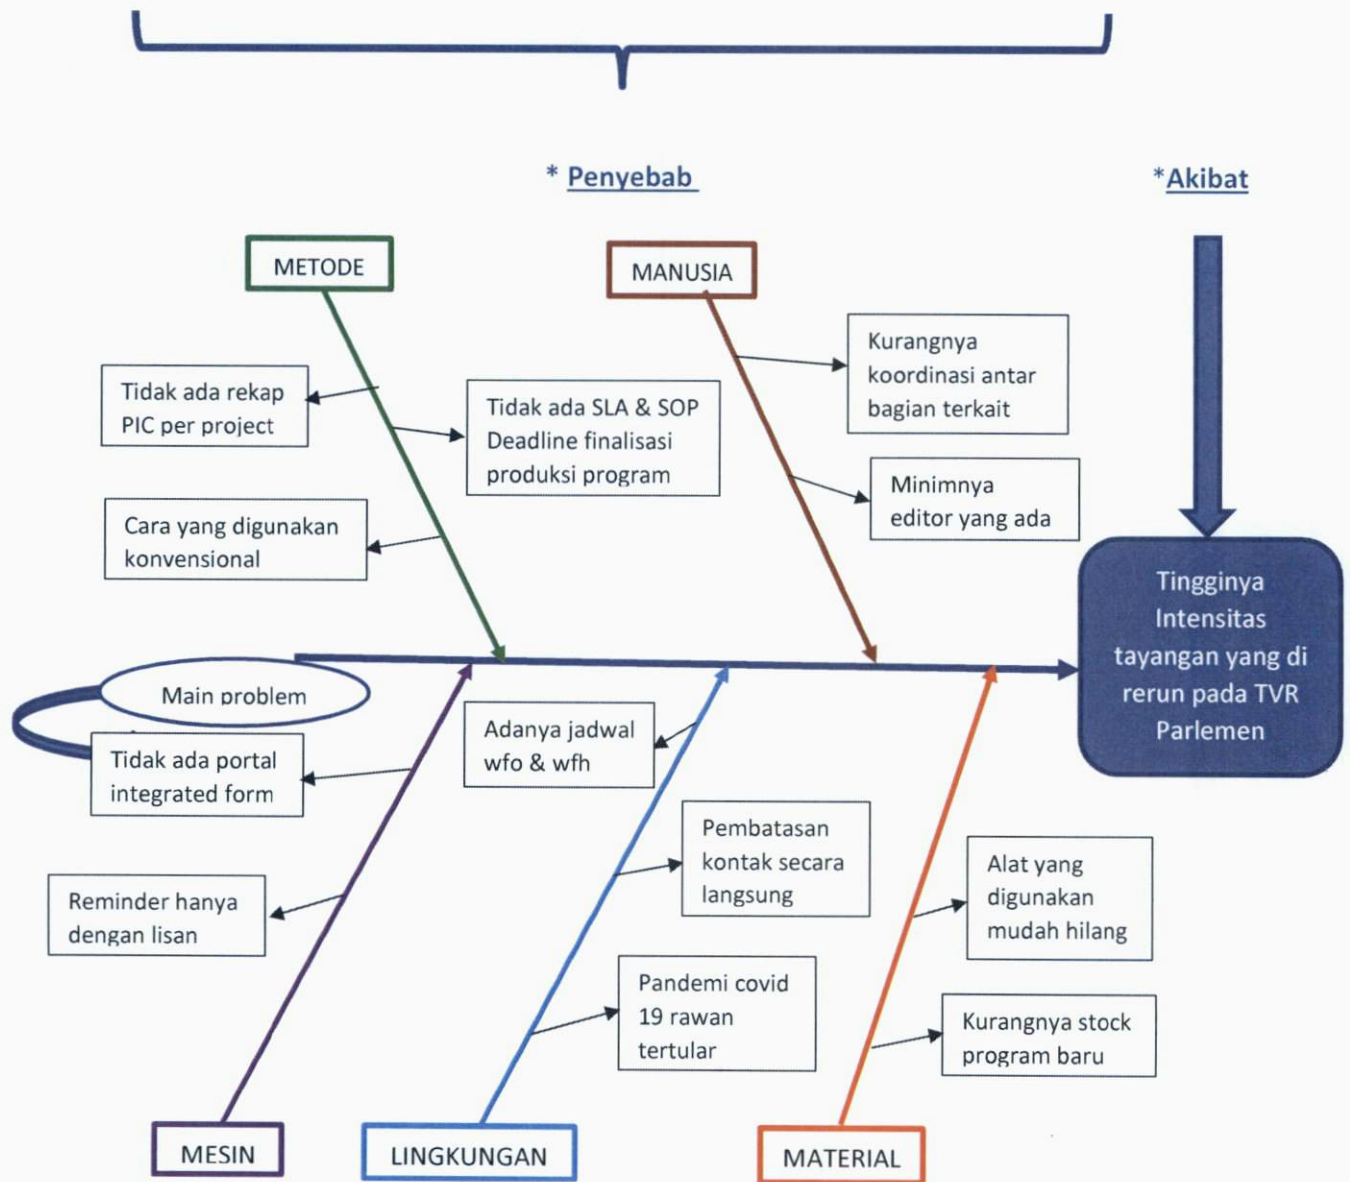 * Penyebab
*Akibat
METODE
MANUSIA
Kurangnya
koordinasi antar
bagian terkait
Tidak ada rekap
PIC per project
Tidak ada SLA & SOP
Deadline finalisasi
produksi program
Minimnya
editor yang ada
Cara yang digunakan
konvensional
Tingginya
Intensitas
tayangan yang di
rerun pada TVR
Parlemen
Main problem
Adanya jadwal
wfo & wfh
Tidak ada portal
integrated form
Pembatasan
kontak secara
langsung
Alat yang
digunakan
mudah hilang
Reminder hanya
dengan lisan
Pandemi covid
19 rawan
tertular
Kurangnya stock
program baru
MESIN
LINGKUNGAN
MATERIAL